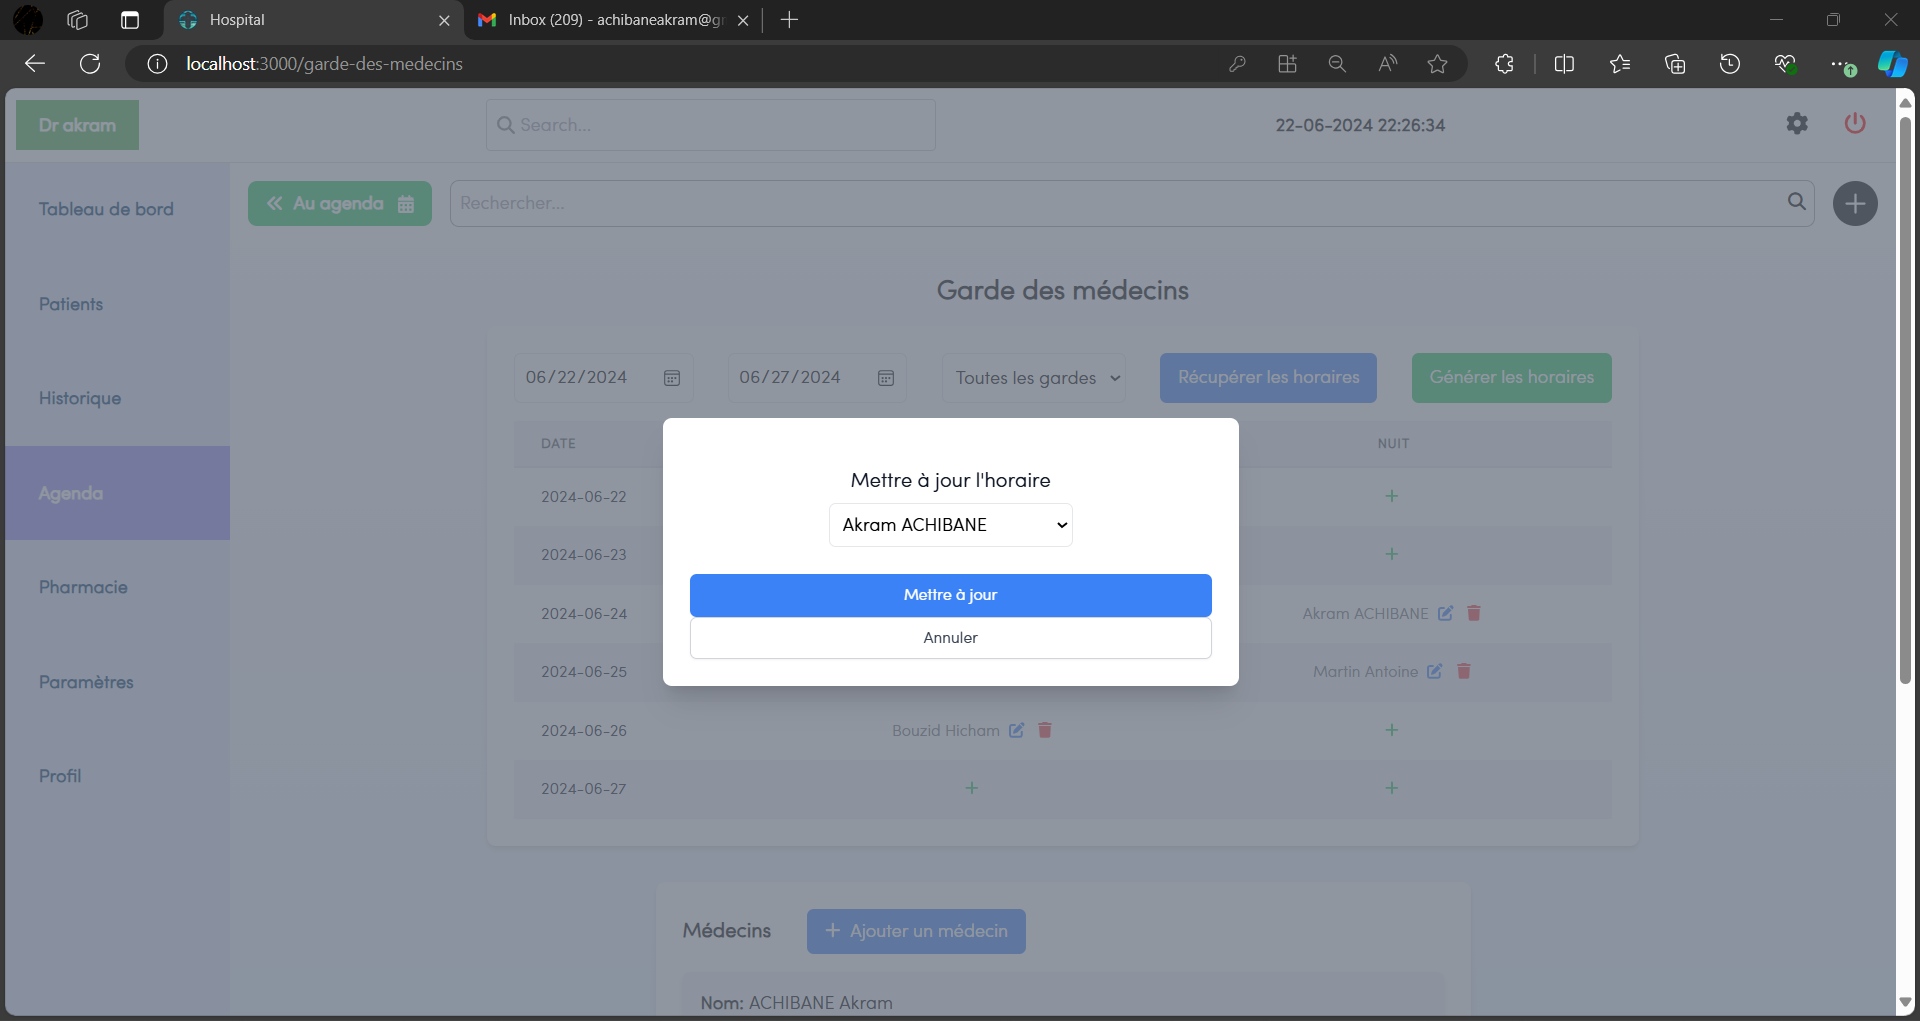 Hospital
Inbox (209) - achibaneakram@gr
localhost:3000/garde-des-medecins
Dr akram
Search...
22-06-2024 22:26:34
Tableau de bord
Patients
Historique
Agenda
Pharmacie
Paramètres
Profil
Au agenda
Rechercher...
Garde des médecins
06/22/2024
06/27/2024
Toutes les gardes
Récupérer les horaires
Générer les horaires
DATE
NUIT
2024-06-22
2024-06-23
2024-06-24
Akram ACHIBANE
2024-06-25
Martin Antoine
2024-06-26
Bouzid Hicham
2024-06-27
Mettre à jour l'horaire
Akram ACHIBANE
Mettre à jour
Annuler
Médecins
Ajouter un médecin
Nom: ACHIBANE Akram